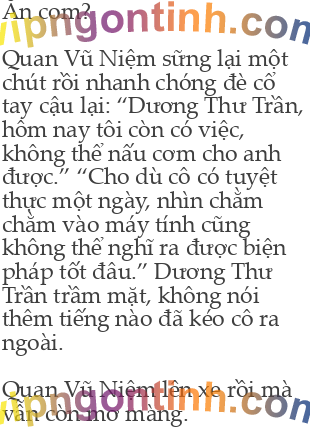 Ăn cơm?
vipngontinh.com
Quan Vũ Niệm sững lại một
chút rồi nhanh chóng đè cổ
tay cậu lại: “Dương Thư Trần,
hôm nay tôi còn có việc,
không thể nấu cơm cho anh
được.” “Cho dù cô có tuyệt
thực một ngày, nhìn chằm
chằm vào máy tính cũng
không thể nghĩ ra được biện
pháp tốt đâu.” Dương Thư
Trần trầm mặt, không nói
thêm tiếng nào đã kéo cô ra
ngoài.
Quan Vũ Niệm lên xe rồi mà
vipngontinh.com
vẫn còn mơ màng.